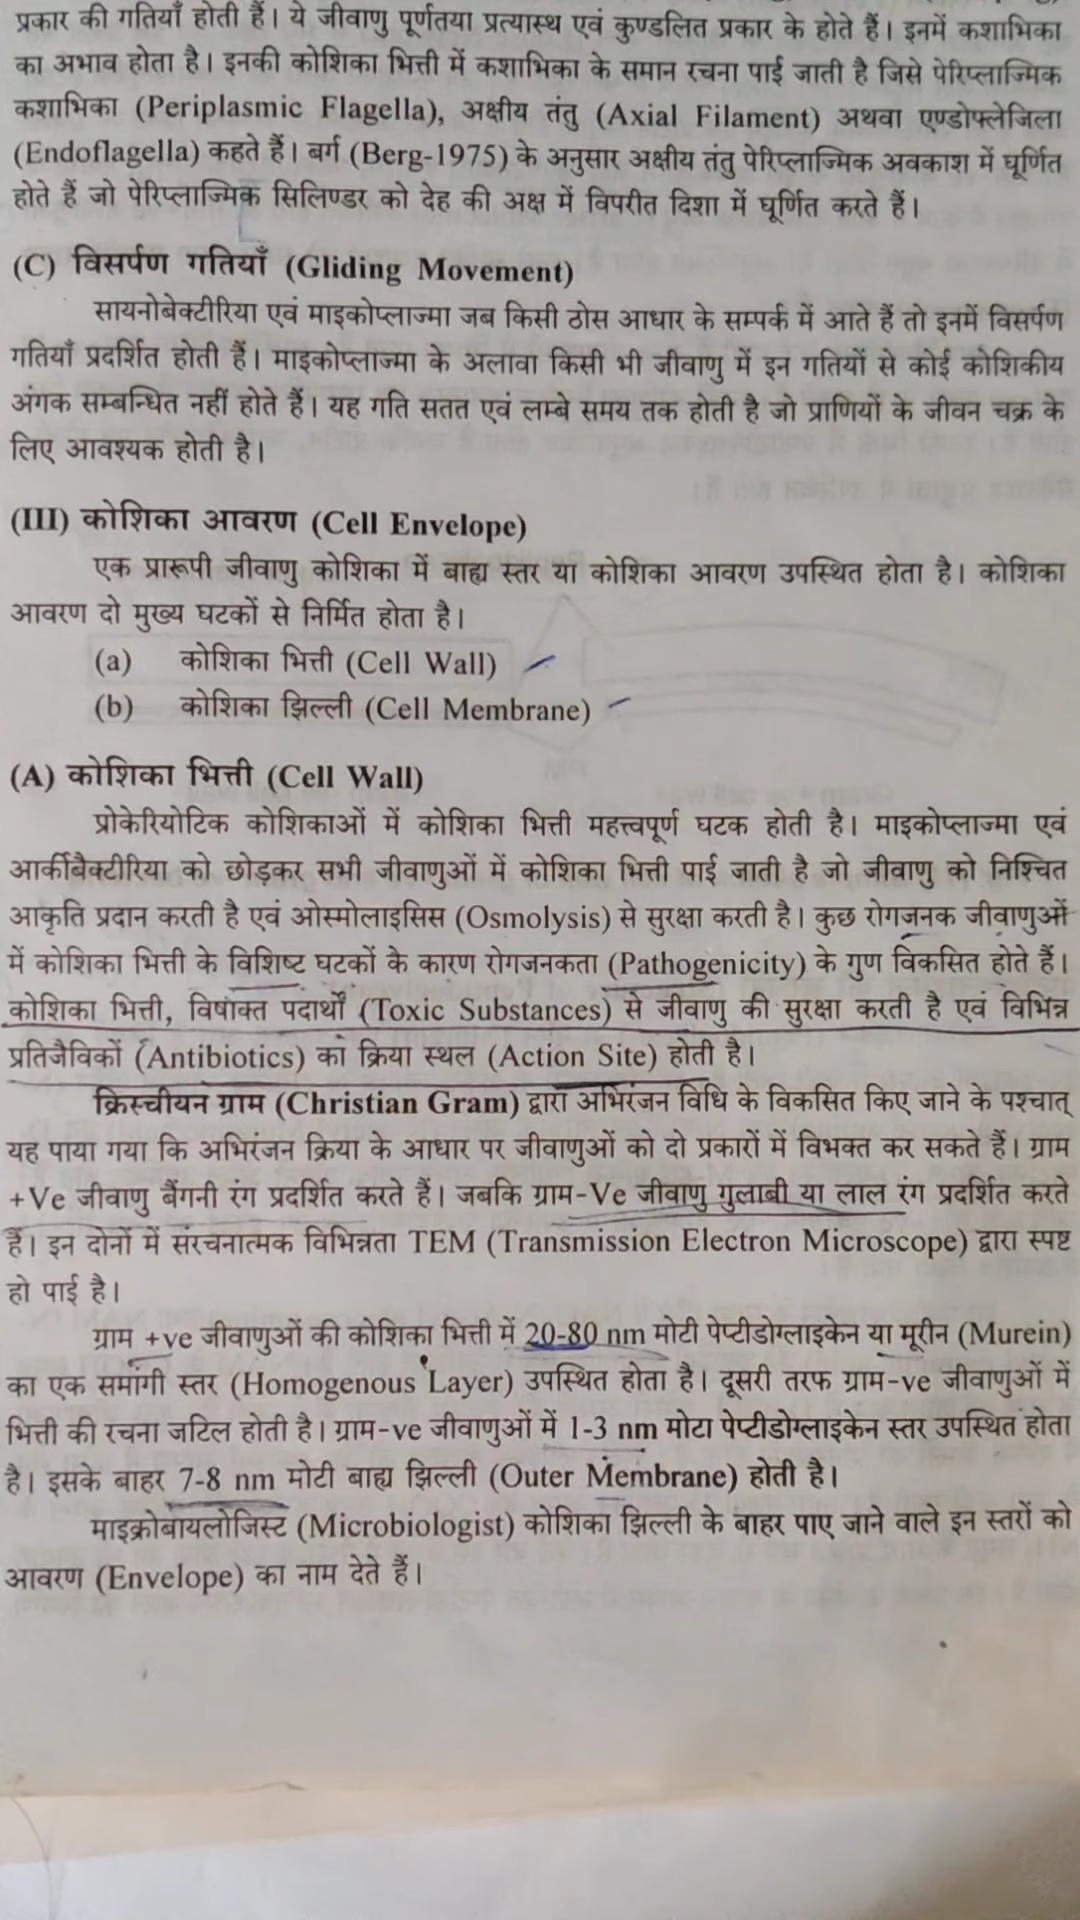 प्रकार की गतियाँ होती हैं। ये जीवाणु पूर्णतया प्रत्यास्थ एवं कुण्डलित प्रकार के होते हैं। इनमें कशाभिका
का अभाव होता है। इनकी कोशिका भित्ती में कशाभिका के समान रचना पाई जाती है जिसे पेरिप्लाज्मिक
कशाभिका (Periplasmic Flagella), अक्षीय तंतु (Axial Filament) अथवा एण्डोफ्लेजिला
(Endoflagella) कहते हैं। बर्ग (Berg-1975) के अनुसार अक्षीय तंतु पेरिप्लाज्मिक अवकाश में घूर्णित
होते हैं जो पेरिप्लाज्मिक सिलिण्डर को देह की अक्ष में विपरीत दिशा में घूर्णित करते हैं।
(C) विसर्पण गतियाँ (Gliding Movement)
सायनोबेक्टीरिया एवं माइकोप्लाज्मा जब किसी ठोस आधार के सम्पर्क में आते हैं तो इनमें विसर्पण
गतियाँ प्रदर्शित होती हैं। माइकोप्लाज्मा के अलावा किसी भी जीवाणु में इन गतियों से कोई कोशिकीय
अंगक सम्बन्धित नहीं होते हैं। यह गति सतत एवं लम्बे समय तक होती है जो प्राणियों के जीवन चक्र के
लिए आवश्यक होती है।
(III) कोशिका आवरण (Cell Envelope)
एक प्रारूपी जीवाणु कोशिका में बाह्य स्तर या कोशिका आवरण उपस्थित होता है। कोशिका
आवरण दो मुख्य घटकों से निर्मित होता है।
(a) कोशिका भित्ती (Cell Wall)
(b) कोशिका झिल्ली (Cell Membrane)
(A) कोशिका भित्ती (Cell Wall)
प्रोकेरियोटिक कोशिकाओं में कोशिका भित्ती महत्त्वपूर्ण घटक होती है। माइकोप्लाज्मा एवं
आर्कीबैक्टीरिया को छोड़कर सभी जीवाणुओं में कोशिका भित्ती पाई जाती है जो जीवाणु को निश्चित
आकृति प्रदान करती है एवं ओस्मोलाइसिस (Osmolysis) से सुरक्षा करती है। कुछ रोगजनक जीवाणुओं
में कोशिका भित्ती के विशिष्ट घटकों के कारण रोगजनकता (Pathogenicity) के गुण विकसित होते हैं।
कोशिका भित्ती, विषाक्त पदार्थों (Toxic Substances) से जीवाणु की सुरक्षा करती है एवं विभिन्न
प्रतिजैविकों (Antibiotics) का क्रिया स्थल (Action Site) होती है।
क्रिस्चीयन ग्राम (Christian Gram) द्वारा अभिरंजन विधि के विकसित किए जाने के पश्चात्
यह पाया गया कि अभिरंजन क्रिया के आधार पर जीवाणुओं को दो प्रकारों में विभक्त कर सकते हैं। ग्राम
+Ve जीवाणु बैंगनी रंग प्रदर्शित करते हैं। जबकि ग्राम-Ve जीवाणु गुलाबी या लाल रंग प्रदर्शित करते
हैं। इन दोनों में संरचनात्मक विभिन्नता TEM (Transmission Electron Microscope) द्वारा स्पष्ट
हो पाई है।
ग्राम +ve जीवाणुओं की कोशिका भित्ती में 20-80 nm मोटी पेप्टीडोग्लाइकेन या मूरीन (Murein)
का एक समांगी स्तर (Homogenous Layer) उपस्थित होता है। दूसरी तरफ ग्राम-ve जीवाणुओं में
भित्ती की रचना जटिल होती है। ग्राम-ve जीवाणुओं में 1-3 nm मोटा पेप्टीडोग्लाइकेन स्तर उपस्थित होता
है। इसके बाहर 7-8 nm मोटी बाह्य झिल्ली (Outer Membrane) होती है।
माइक्रोबायलोजिस्ट (Microbiologist) कोशिका झिल्ली के बाहर पाए जाने वाले इन स्तरों को
आवरण (Envelope) का नाम देते हैं।